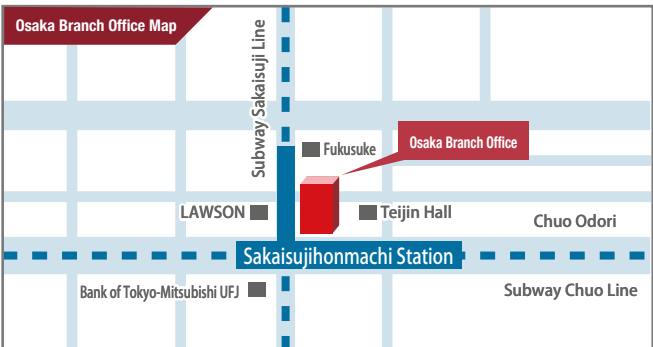 Osaka Branch Office Map
Subway Sakaisuji Line
Fukusuke
Osaka Branch Office
LAWSON
Teijin Hall
Chuo Odori
Sakaisujihonmachi Station
Bank of Tokyo-Mitsubishi UFJ
Subway Chuo Line